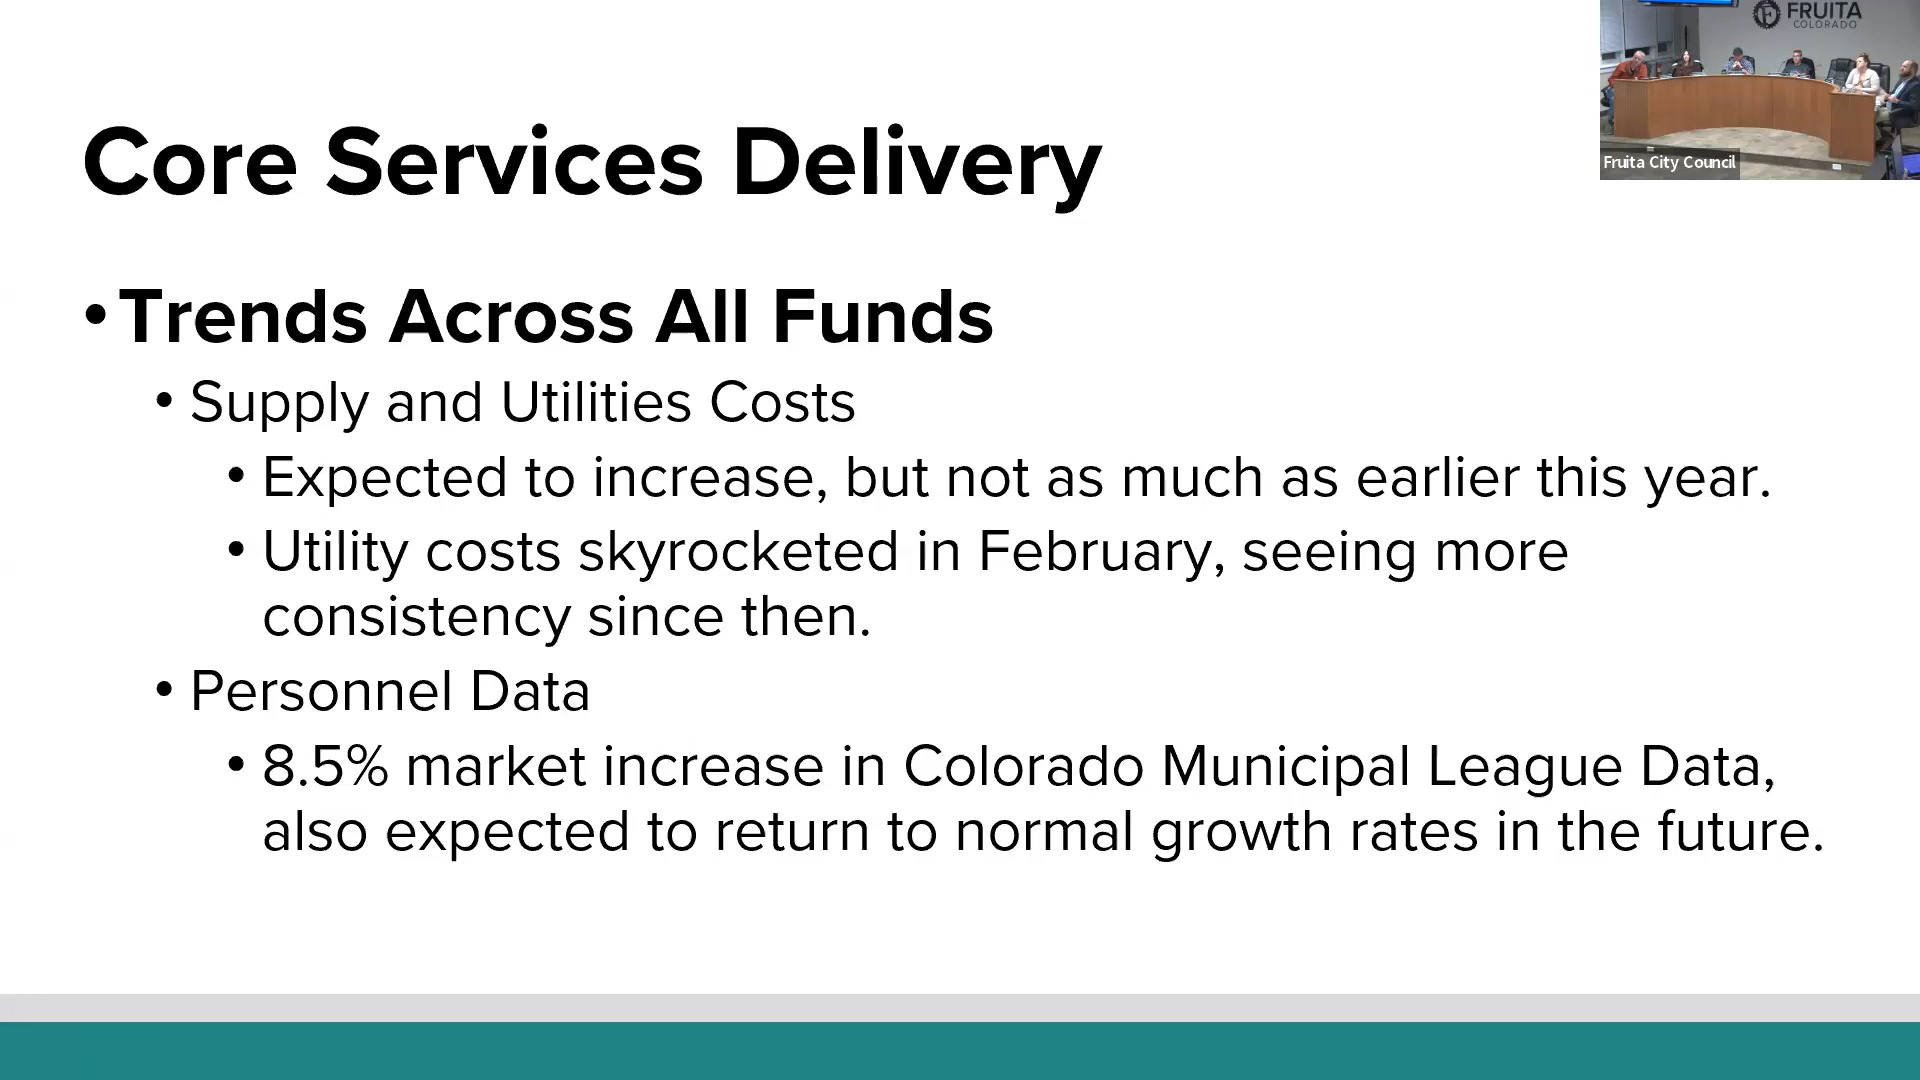 FRUITA
COLORADO
Fruita City Council
Core Services Delivery
• Trends Across All Funds
• Supply and Utilities Costs
• Expected to increase, but not as much as earlier this year.
• Utility costs skyrocketed in February, seeing more
consistency since then.
• Personnel Data
• 8.5% market increase in Colorado Municipal League Data,
also expected to return to normal growth rates in the future.